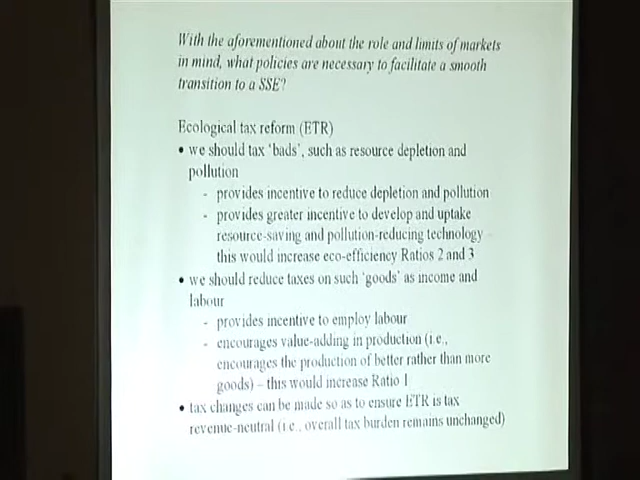 With the aforementioned about the role and limits of markets
in mind, what policies are necessary to facilitate a smooth
transition to a SSE?
Ecological tax reform (ETR)
• we should tax ‘bads’, such as resource depletion and
pollution
- provides incentive to reduce depletion and pollution
- provides greater incentive to develop and uptake
resource-saving and pollution-reducing technology –
this would increase eco-efficiency Ratios 2 and 3
• we should reduce taxes on such ‘goods’ as income and
labour
- provides incentive to employ labour
- encourages value-adding in production (i.e.,
encourages the production of better rather than more
goods) – this would increase Ratio 1
• tax changes can be made so as to ensure ETR is tax
revenue-neutral (i.e., overall tax burden remains unchanged)